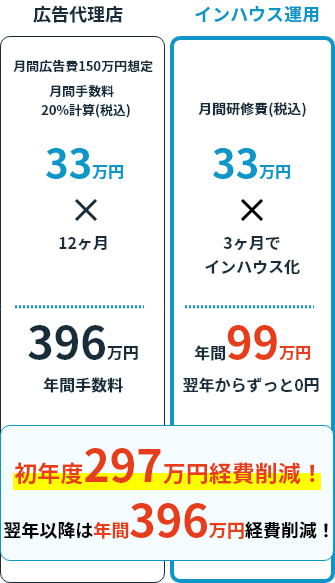 広告代理店
月間広告費150万円想定
月間手数料
20%計算(税込)
33万円
×
12ヶ月
396万円
年間手数料
インハウス運用
月間研修費(税込)
33万円
×
3ヶ月で
インハウス化
年間99万円
翌年からずっと0円
初年度297万円経費削減！
翌年以降は年間396万円経費削減！